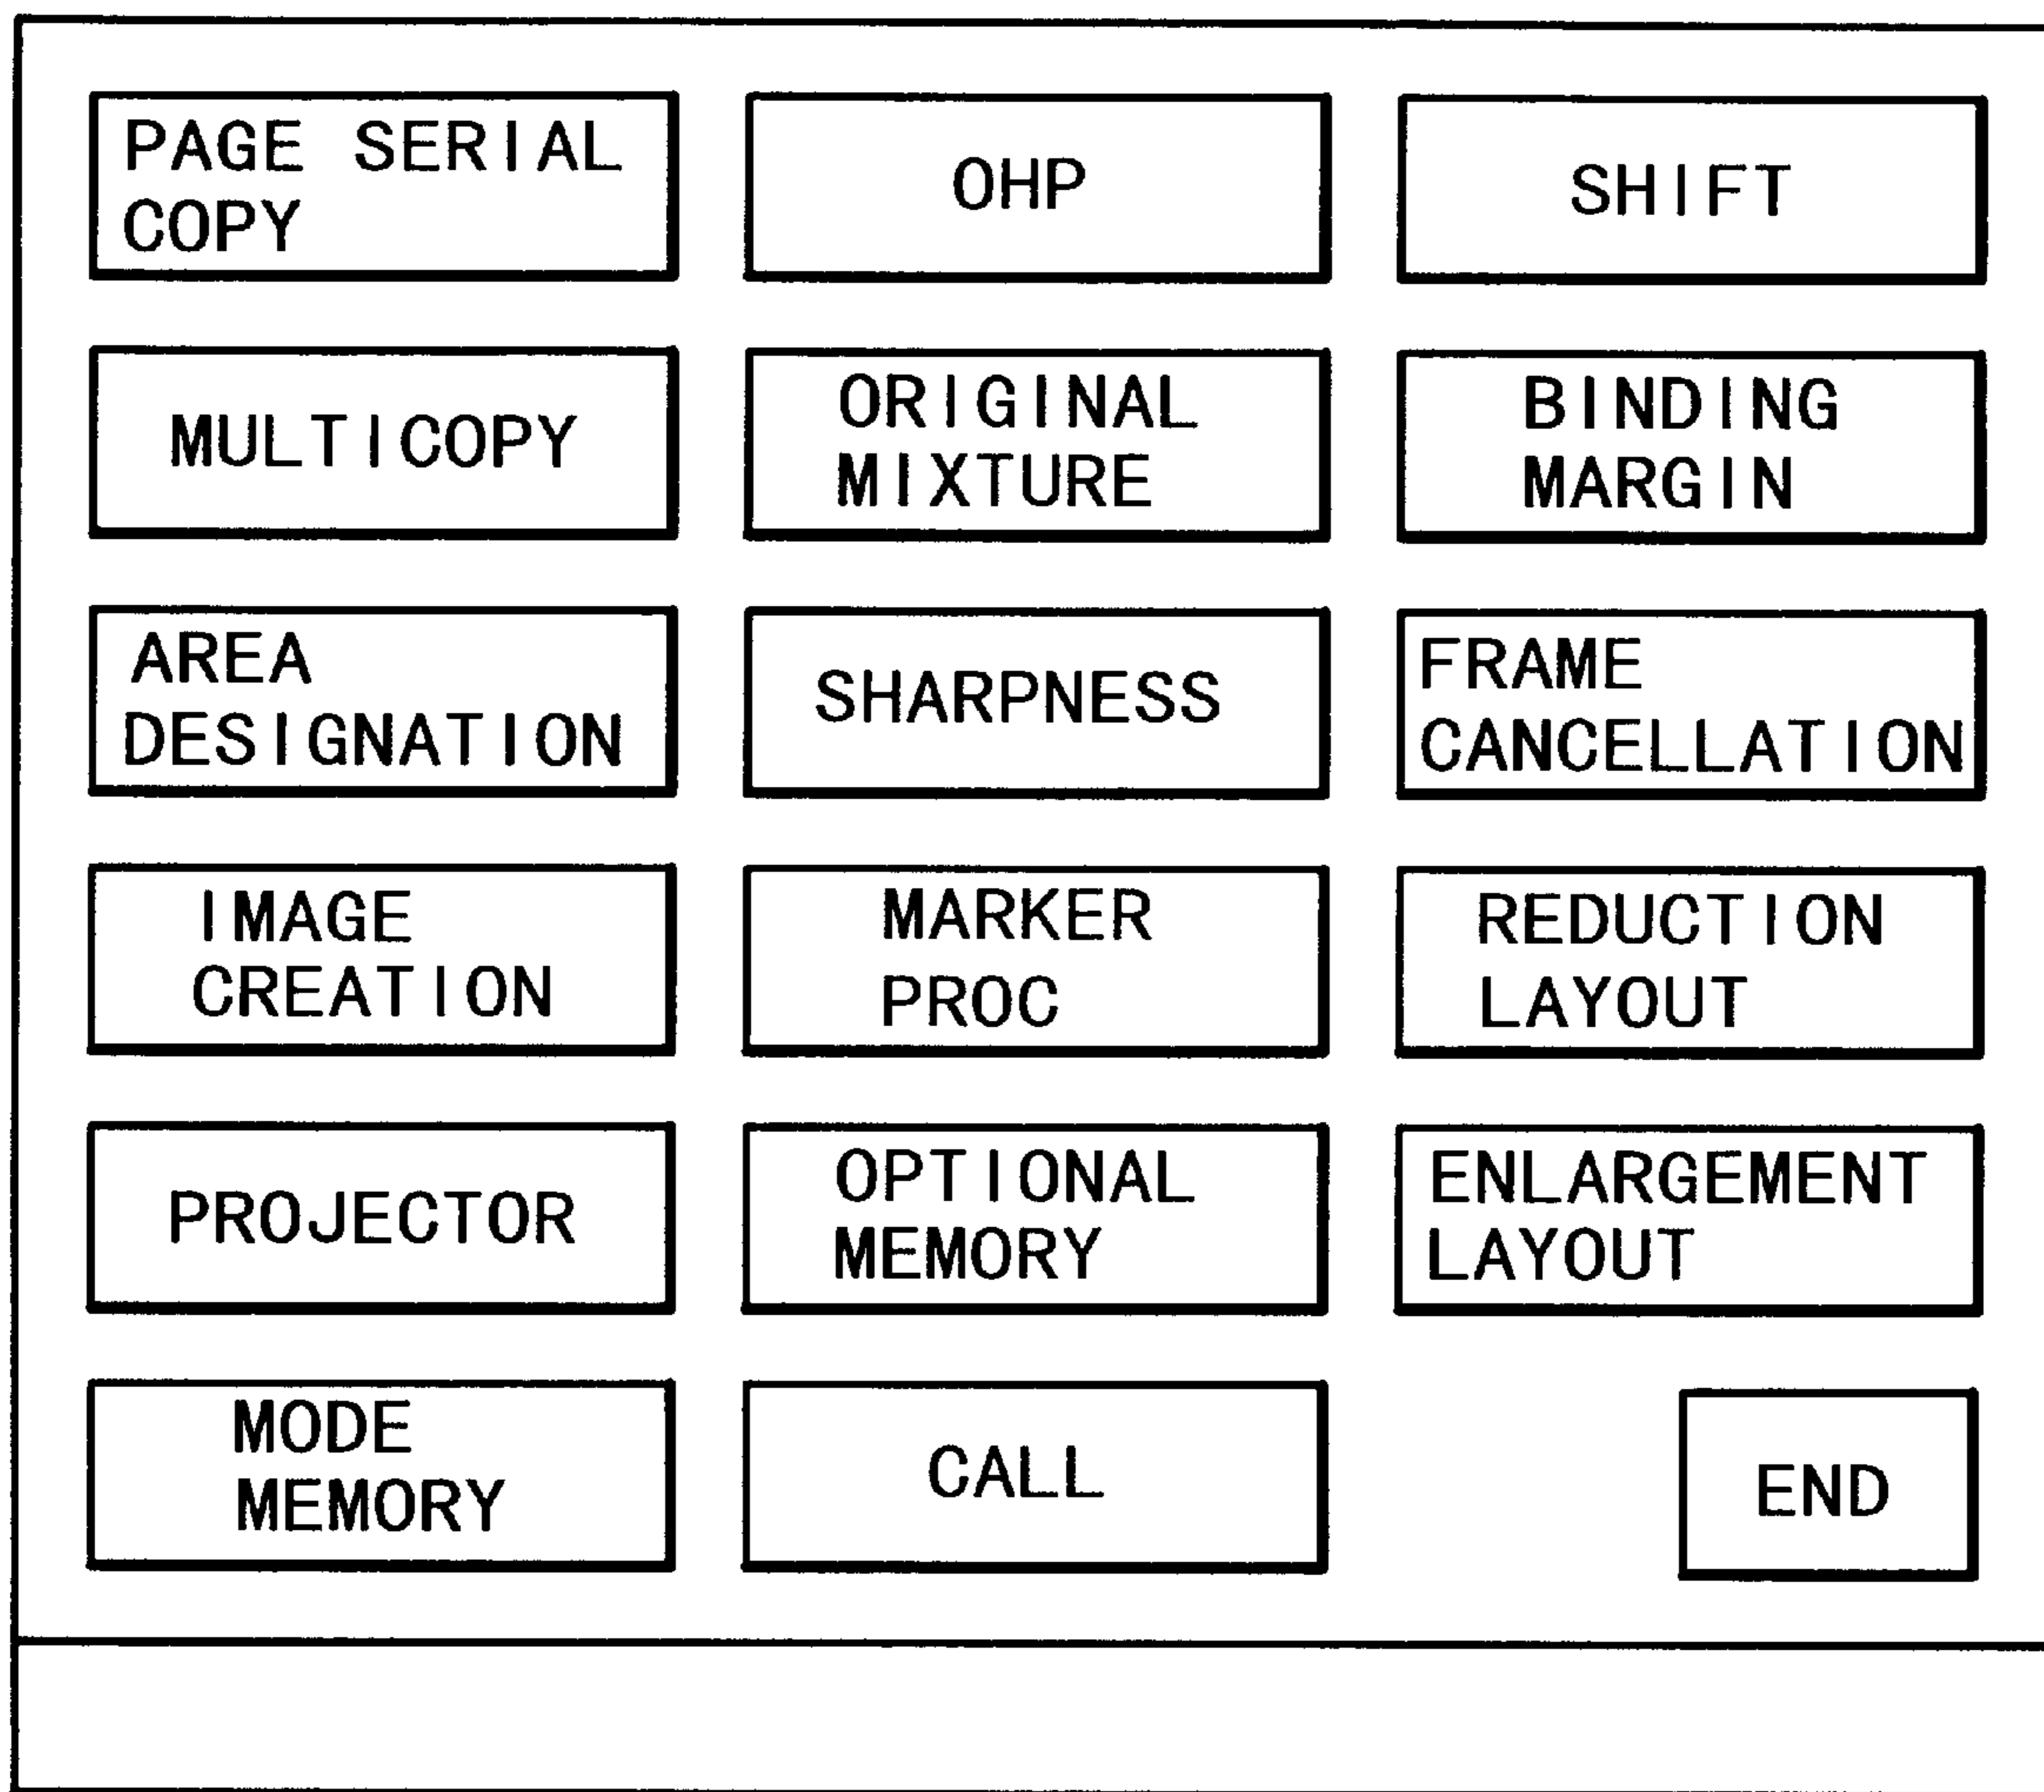 PAGE SERIAL
COPY
OHP
SHIFT
MULTICOPY
ORIGINAL
MIXTURE
BINDING
MARGIN
AREA
DESIGNATION
SHARPNESS
FRAME
CANCELLATION
IMAGE
CREATION
MARKER
PROC
REDUCTION
LAYOUT
PROJECTOR
OPTIONAL
MEMORY
ENLARGEMENT
LAYOUT
MODE
MEMORY
CALL
END